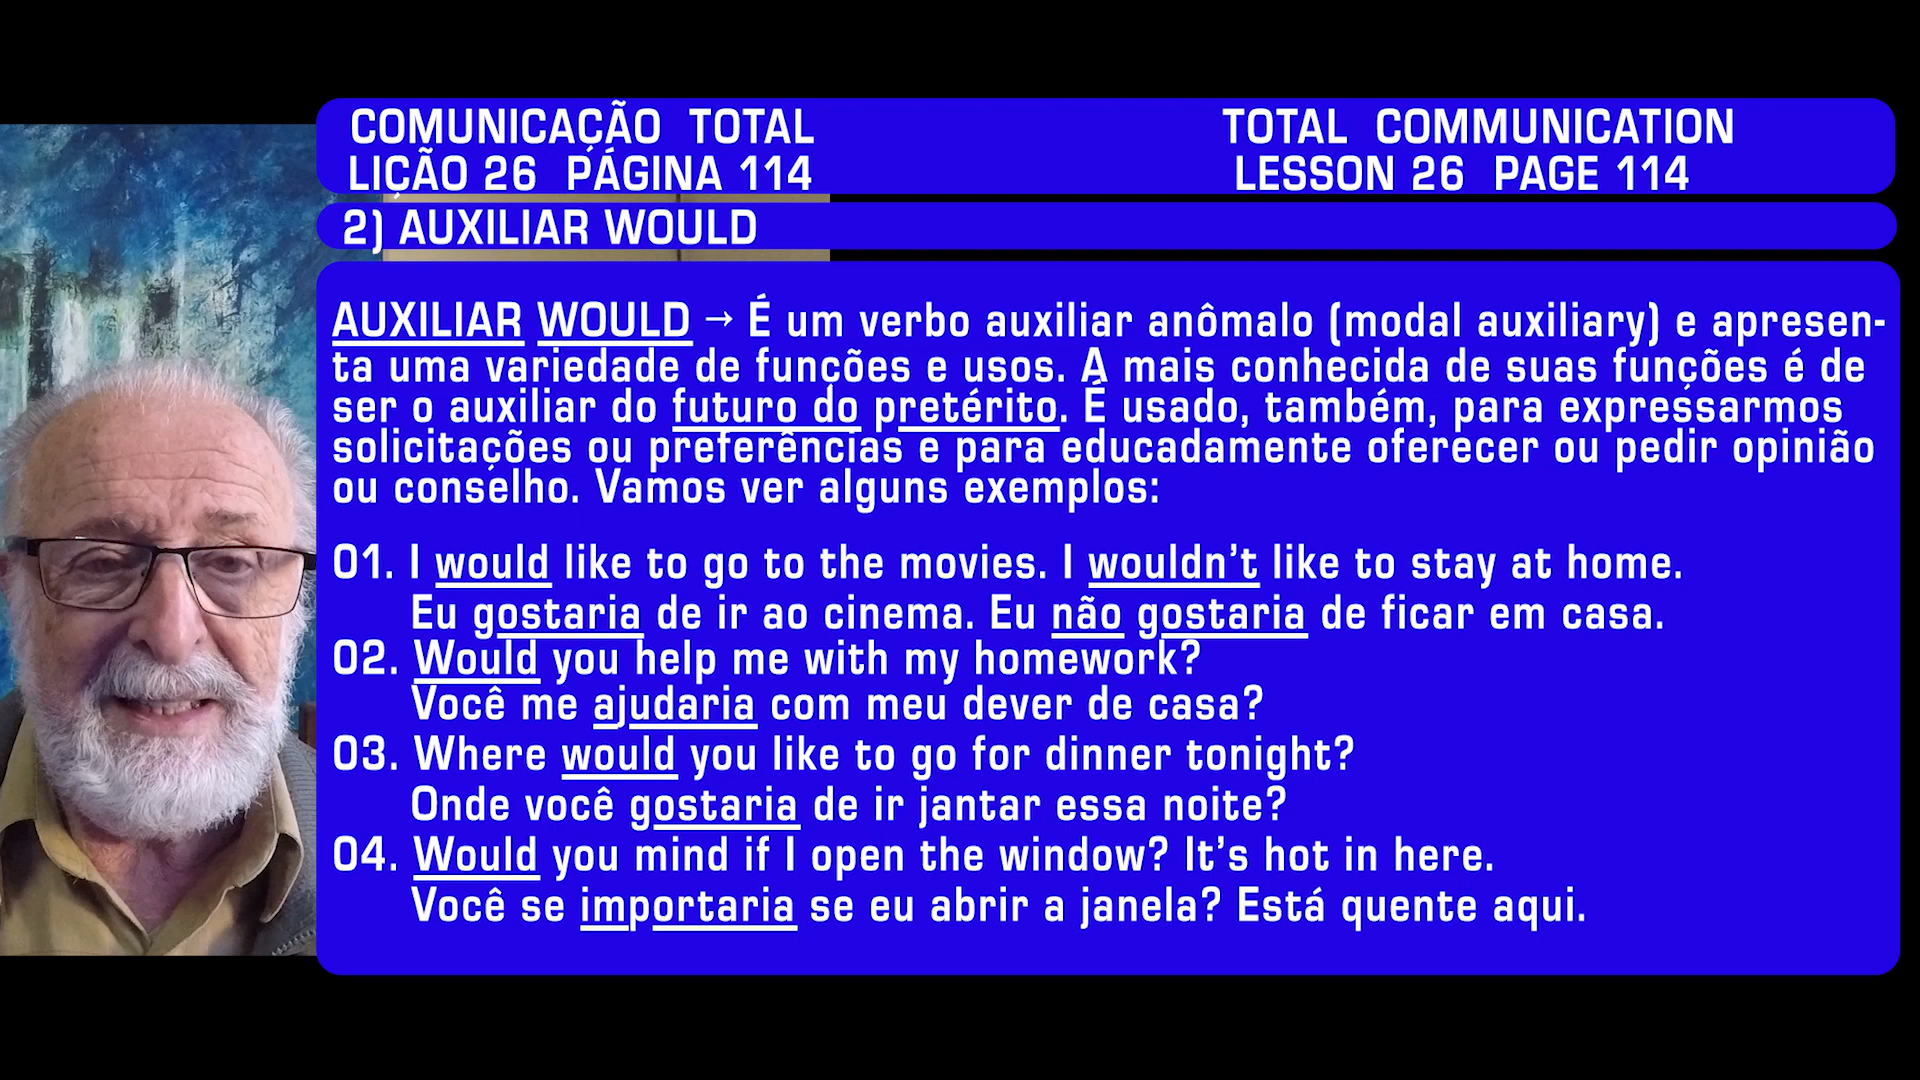 COMUNICAÇÃO TOTAL
LIÇÃO 26 PÁGINA 114
TOTAL COMMUNICATION
LESSON 26 PAGE 114
2) AUXILIAR WOULD
AUXILIAR WOULD → É um verbo auxiliar anômalo (modal auxiliary) e apresen-
ta uma variedade de funções e usos. A mais conhecida de suas funções é de
ser o auxiliar do futuro do pretérito. É usado, também, para expressarmos
solicitações ou preferências e para educadamente oferecer ou pedir opinião
ou conselho. Vamos ver alguns exemplos:
01. I would like to go to the movies. I wouldn't like to stay at home.
Eu gostaria de ir ao cinema. Eu não gostaria de ficar em casa.
02. Would you help me with my homework?
Você me ajudaria com meu dever de casa?
03. Where would you like to go for dinner tonight?
Onde você gostaria de ir jantar essa noite?
04. Would you mind if I open the window? It's hot in here.
Você se importaria se eu abrir a janela? Está quente aqui.